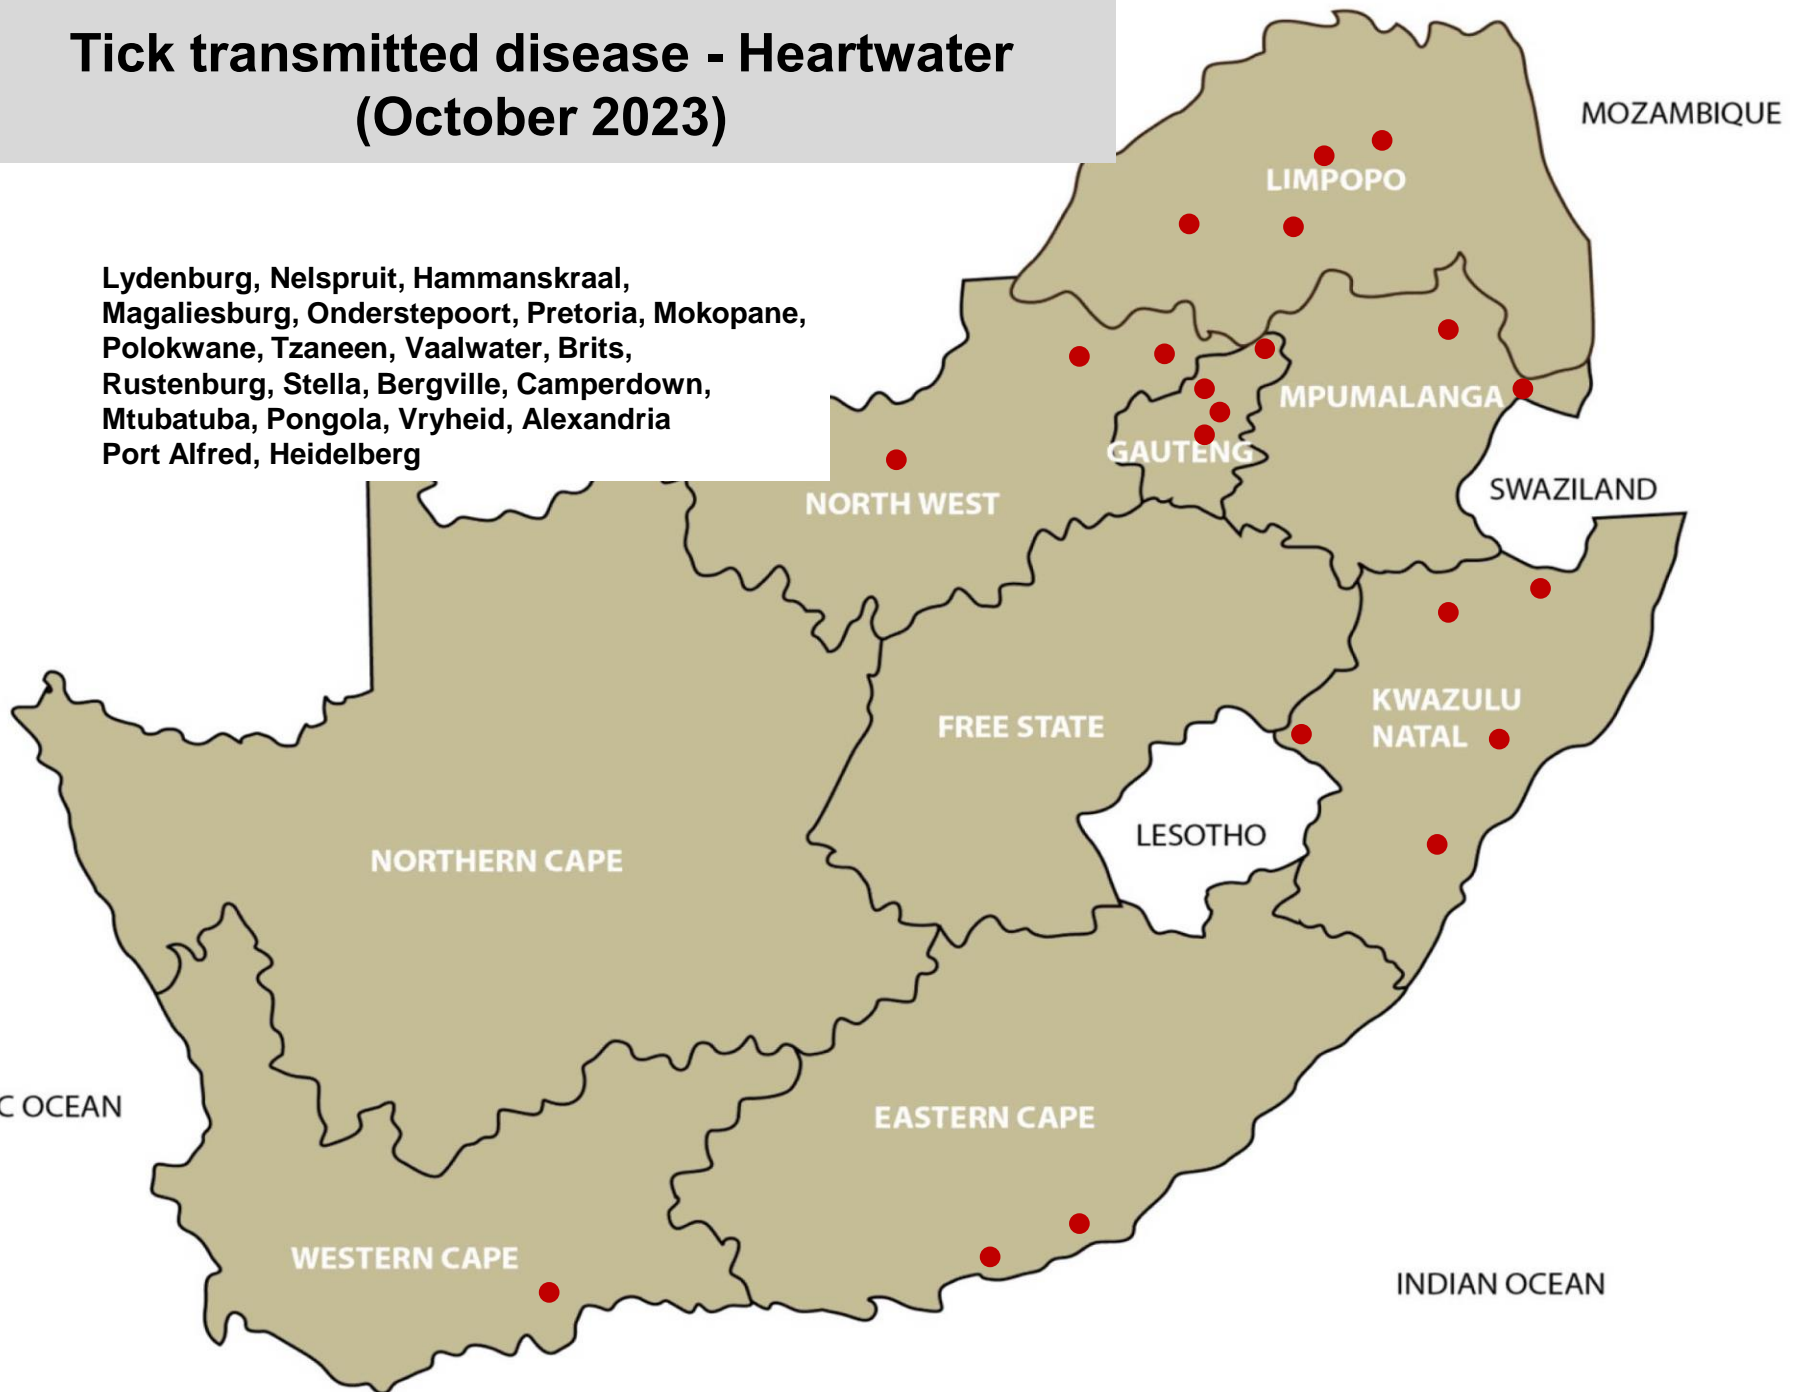 Tick transmitted disease - Heartwater
(October 2023)
MOZAMBIQUE
LIMPOPO
Lydenburg, Nelspruit, Hammanskraal,
Magaliesburg, Onderstepoort, Pretoria, Mokopane,
Polokwane, Tzaneen, Vaalwater, Brits,
Rustenburg, Stella, Bergville, Camperdown,
Mtubatuba, Pongola, Vryheid, Alexandria
Port Alfred, Heidelberg
MPUMALANGA
GAUTENG
SWAZILAND
NORTH WEST
KWAZULU
NATAL
FREE STATE
LESOTHO
NORTHERN CAPE
C OCEAN
EASTERN CAPE
WESTERN CAPE
INDIAN OCEAN